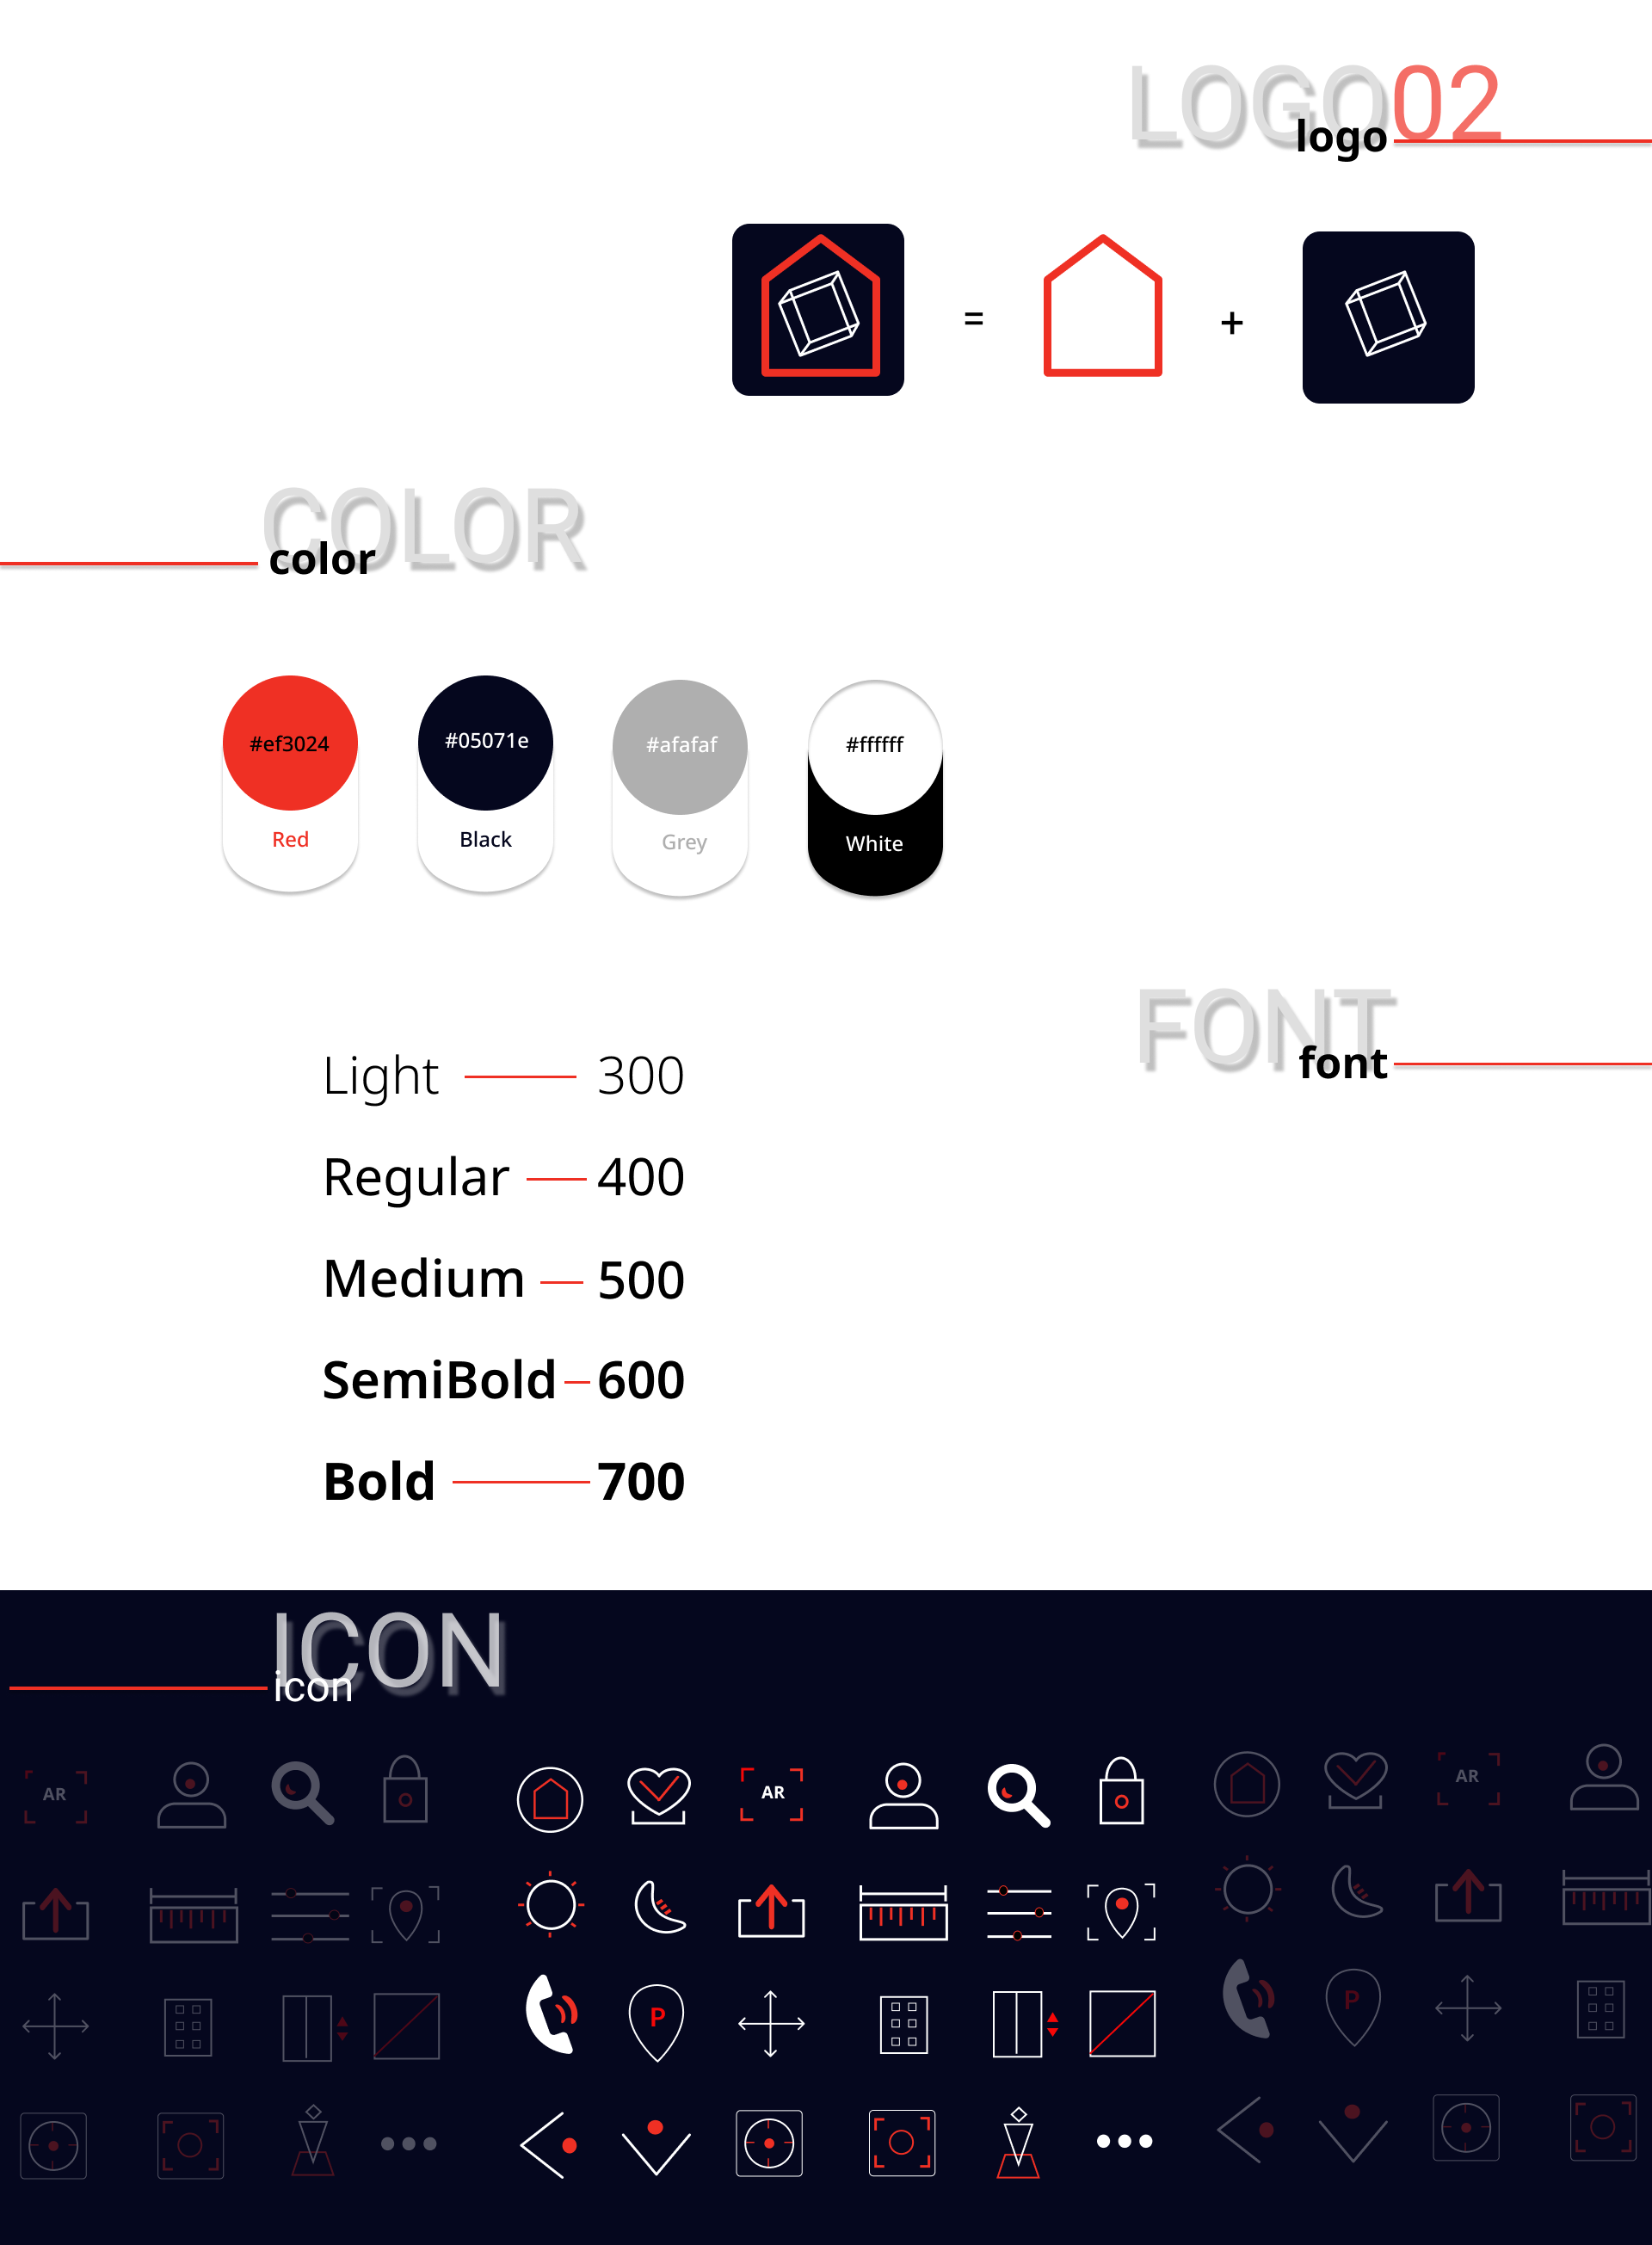 LOGO02
logo
=
+
COLOR
color
#ef3024
#05071e
#afafaf
#ffffff
Red
Black
Grey
White
FONT
font
Light 300
Regular 400
Medium 500
SemiBold 600
Bold 700
ICON
icon
AR
AR
AR
P
P